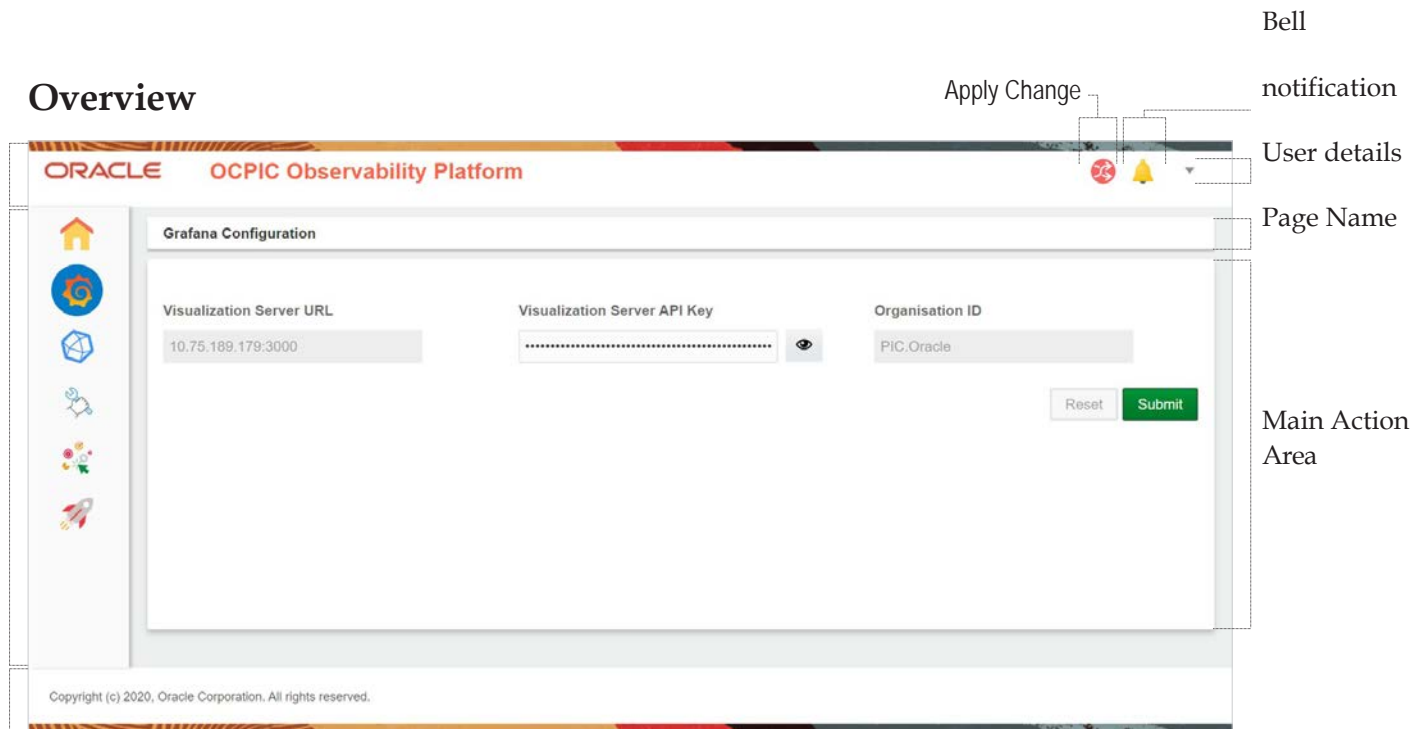 Bell
Overview
Apply Change
notification
ORACLE
OCPIC Observability Platform
User details
Grafana Configuration
Page Name
Visualization Server URL
Visualization Server API Key
Organisation ID
10.75.189.179:3000
••••••••••••••••••••••••••••••••••••••••••••••••
PIC.Oracle
Reset
Submit
Main Action
Area
Copyright (c) 2020, Oracle Corporation. All rights reserved.